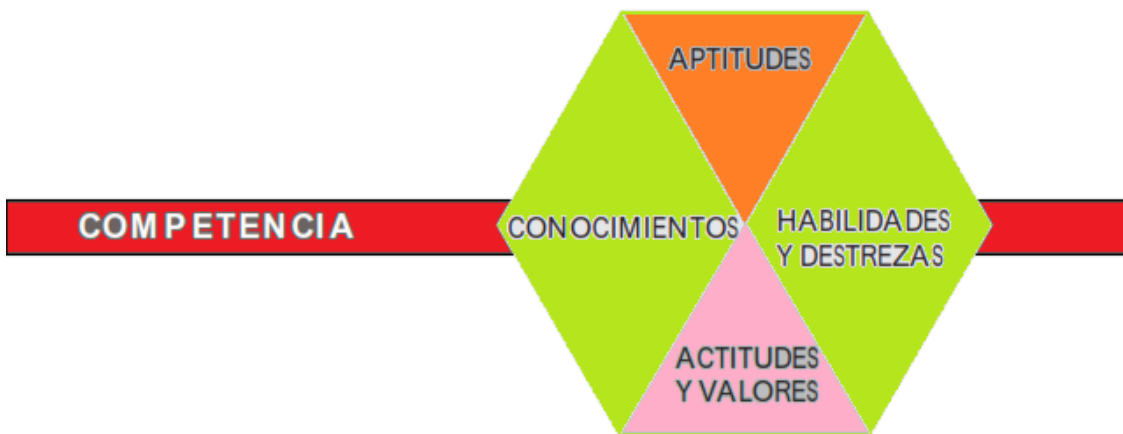 APTITUDES
COMPETENCIA
CONOCIMIENTOS
HABILIDADES
Y DESTREZAS
ACTITUDES
Y VALORES